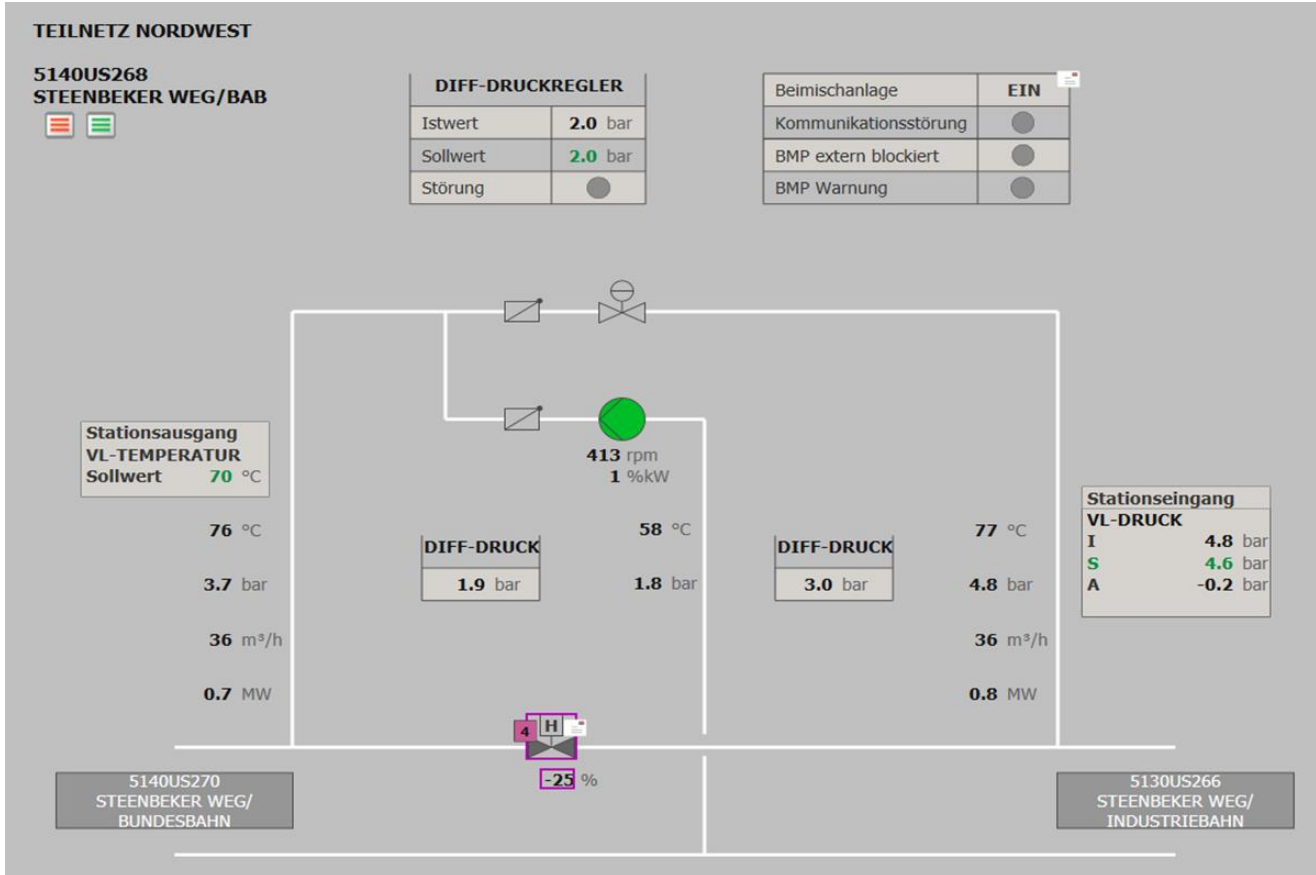 TEILNETZ NORDWEST
5140US268
STEENBEKER WEG/BAB
DIFF-DRUCKREGLER
Istwert 2.0 bar
Sollwert 2.0 bar
Störung
Beimischanlage EIN
Kommunikationsstörung
BMP extern blockiert
BMP Warnung
Stationsausgang
VL-TEMPERATUR
Sollwert 70 °C
76 °C
3.7 bar
36 m³/h
0.7 MW
413 rpm
1 %kW
58 °C
1.8 bar
DIFF-DRUCK
1.9 bar
DIFF-DRUCK
3.0 bar
77 °C
4.8 bar
36 m³/h
0.8 MW
Stationseingang
VL-DRUCK
I 4.8 bar
S 4.6 bar
A -0.2 bar
4 H
-25 %
5140US270
STEENBEKER WEG/
BUNDESBAHN
5130US266
STEENBEKER WEG/
INDUSTRIEBAHN